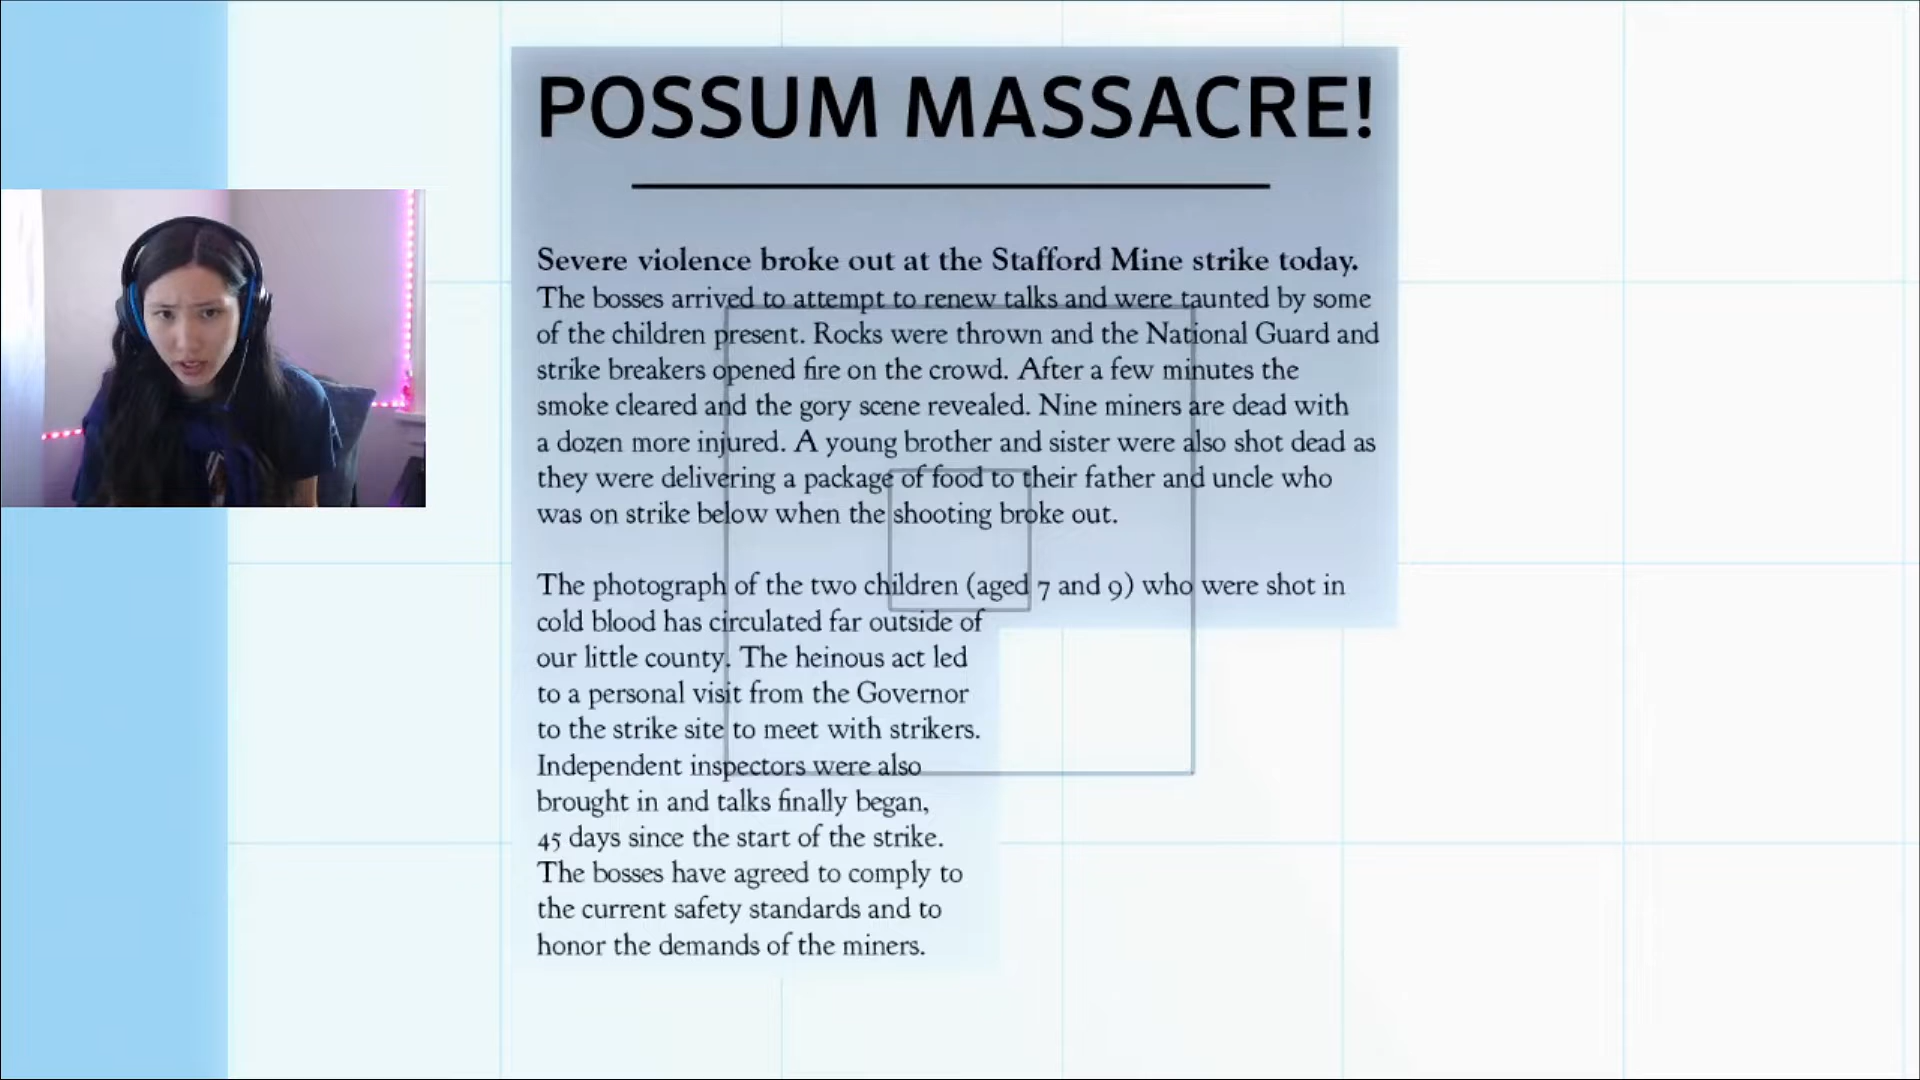 POSSUM MASSACRE!
Severe violence broke out at the Stafford Mine strike today.
The bosses arrived to attempt to renew talks and were taunted by some
of the children present. Rocks were thrown and the National Guard and
strike breakers opened fire on the crowd. After a few minutes the
smoke cleared and the gory scene revealed. Nine miners are dead with
a dozen more injured. A young brother and sister were also shot dead as
they were delivering a package of food to their father and uncle who
was on strike below when the shooting broke out.
The photograph of the two children (aged 7 and 9) who were shot in
cold blood has circulated far outside of
our little county. The heinous act led
to a personal visit from the Governor
to the strike site to meet with strikers.
Independent inspectors were also
brought in and talks finally began,
45 days since the start of the strike.
The bosses have agreed to comply to
the current safety standards and to
honor the demands of the miners.